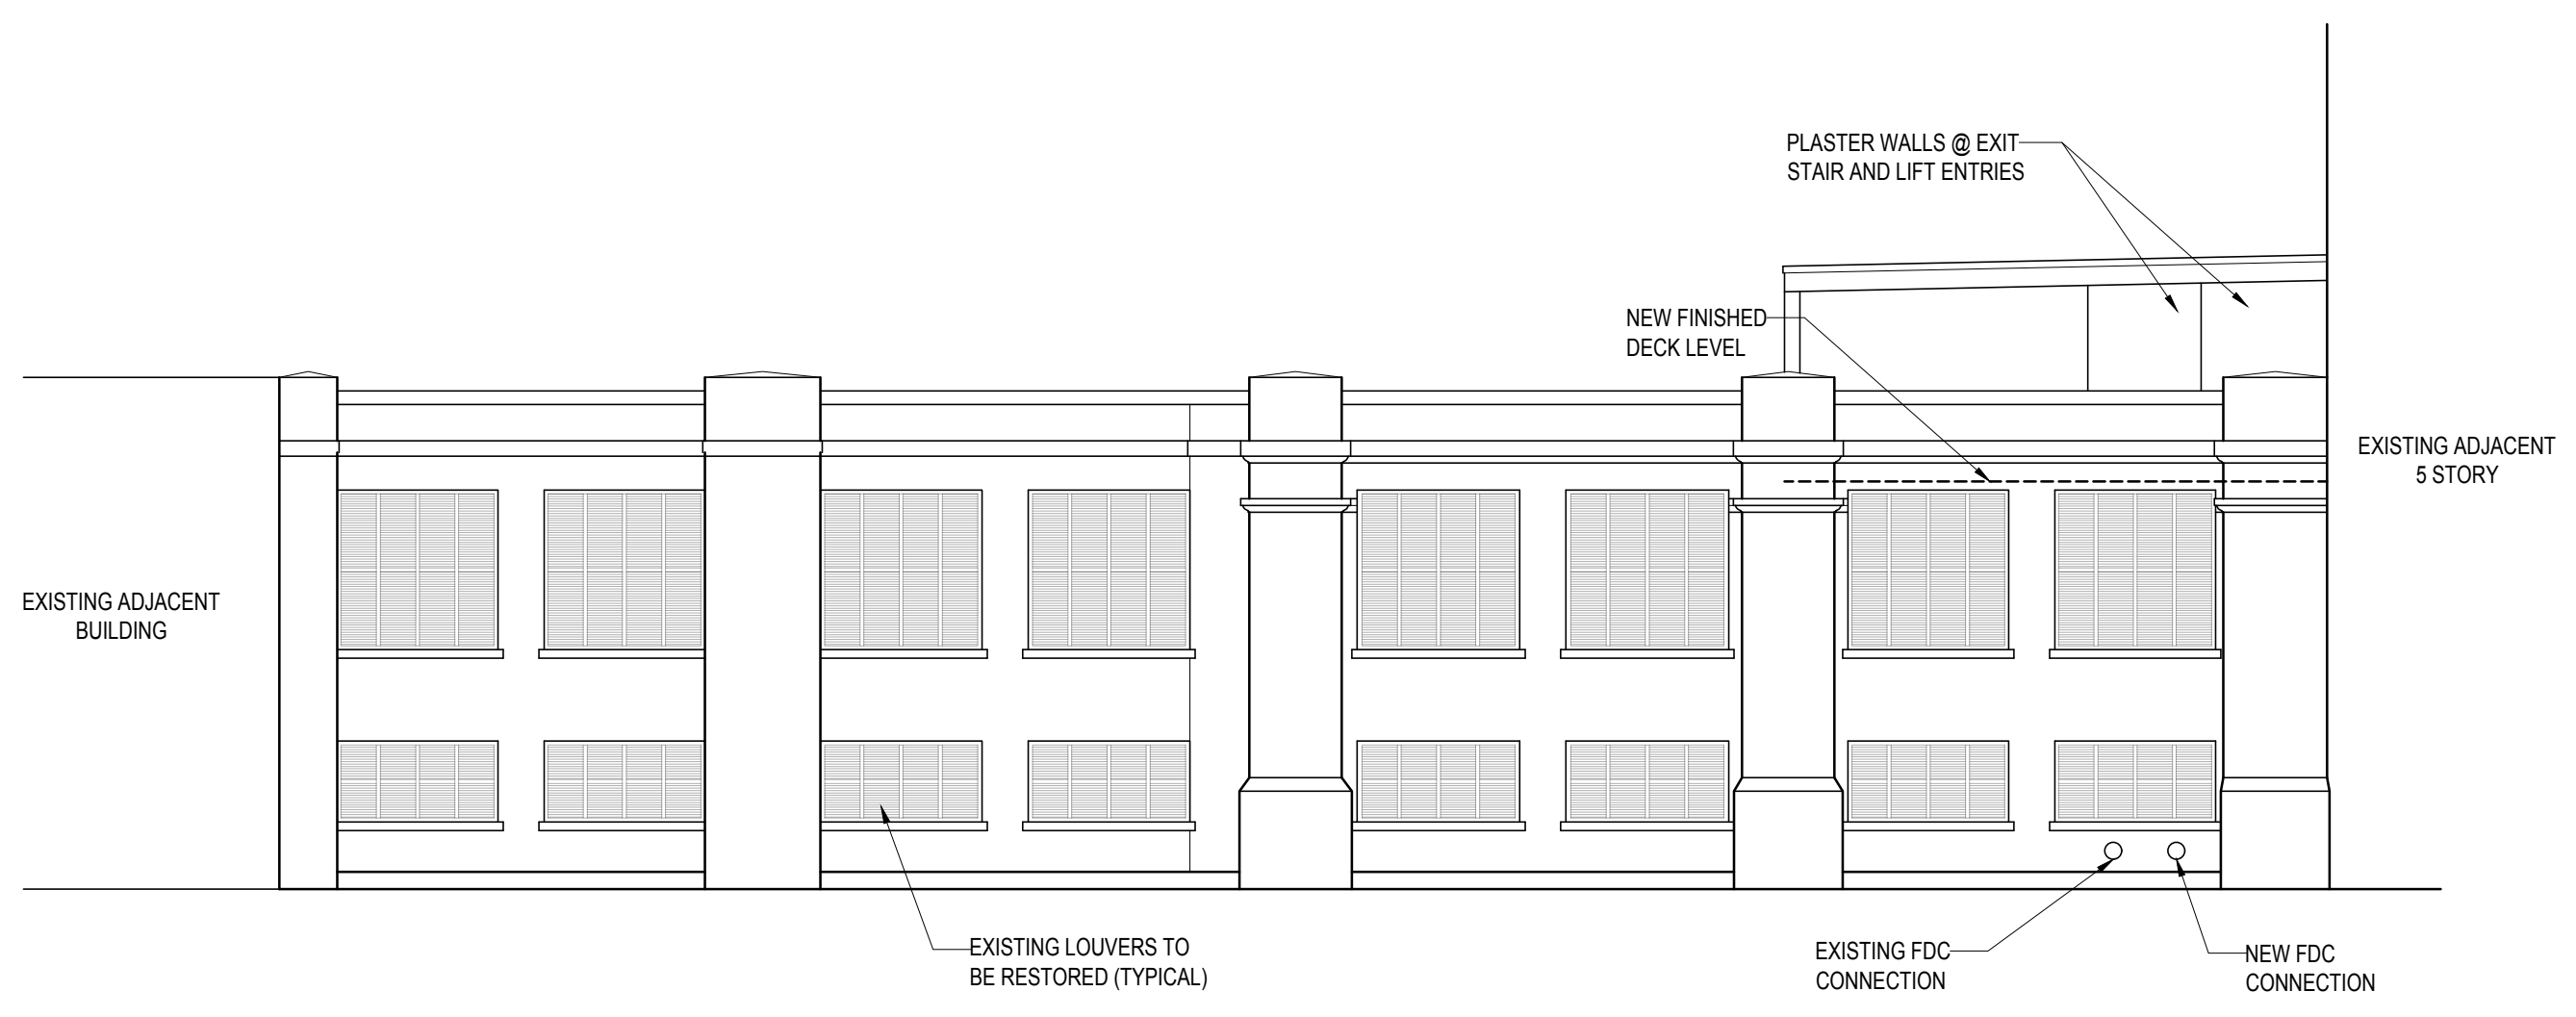 PLASTER WALLS @ EXIT
STAIR AND LIFT ENTRIES
NEW FINISHED
DECK LEVEL
EXISTING ADJACENT
5 STORY
EXISTING ADJACENT
BUILDING
EXISTING LOUVERS TO
BE RESTORED (TYPICAL)
EXISTING FDC
CONNECTION
NEW FDC
CONNECTION